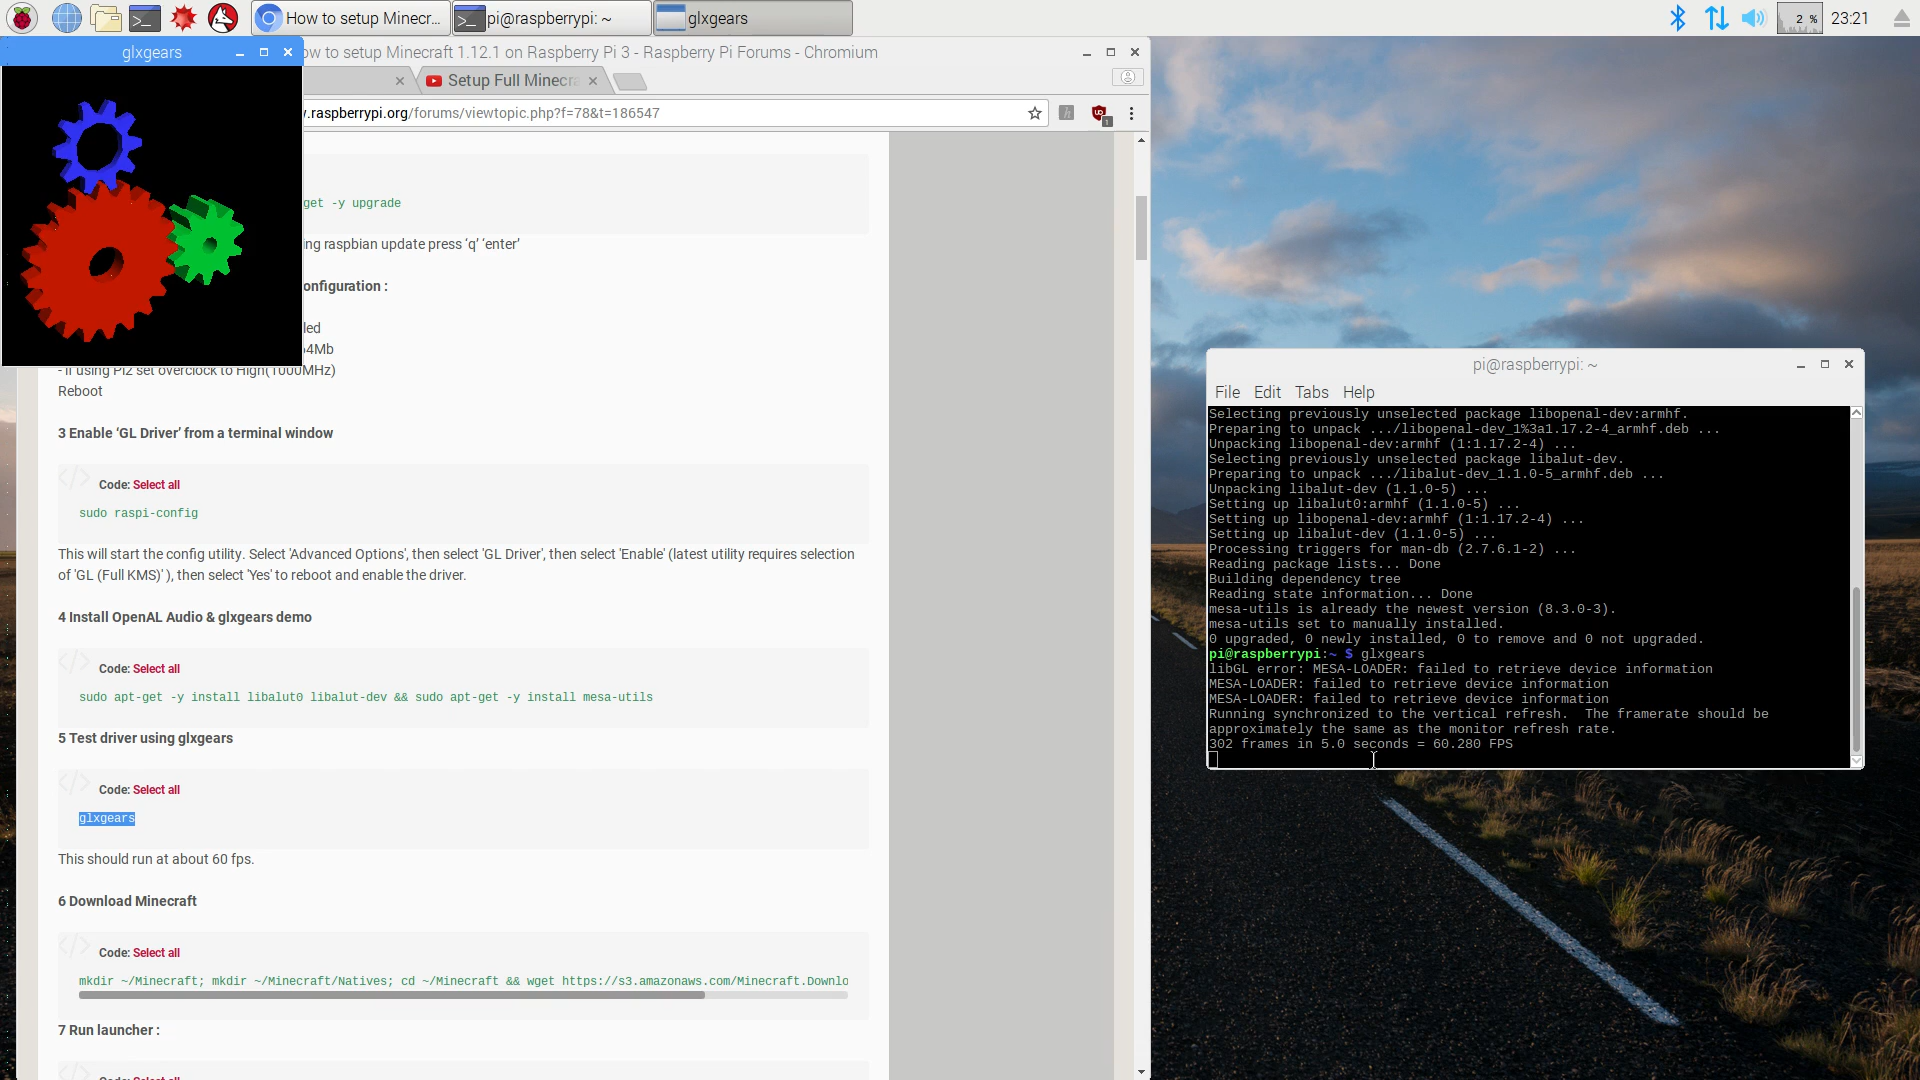 How to setup Minecr...
pi@raspberrypi: ~
glxgears
2 %
23:21
glxgears
ow to setup Minecraft 1.12.1 on Raspberry Pi 3 - Raspberry Pi Forums - Chromium
Setup Full Minecra
.raspberrypi.org/forums/viewtopic.php?f=78&t=186547
get -y upgrade
ing raspbian update press ‘q’ ‘enter’
onfiguration :
led
64Mb
- if using Pi2 set overclock to High(1000MHz)
Reboot
3 Enable ‘GL Driver’ from a terminal window
Code: Select all
sudo raspi-config
This will start the config utility. Select 'Advanced Options', then select 'GL Driver', then select 'Enable' (latest utility requires selection
of 'GL (Full KMS)' ), then select 'Yes' to reboot and enable the driver.
4 Install OpenAL Audio & glxgears demo
Code: Select all
sudo apt-get -y install libalut0 libalut-dev && sudo apt-get -y install mesa-utils
5 Test driver using glxgears
Code: Select all
glxgears
This should run at about 60 fps.
6 Download Minecraft
Code: Select all
mkdir ~/Minecraft; mkdir ~/Minecraft/Natives; cd ~/Minecraft && wget https://s3.amazonaws.com/Minecraft.Downlo
7 Run launcher :
Code: Select all
pi@raspberrypi: ~
File Edit Tabs Help
Selecting previously unselected package libopenal-dev:armhf.
Preparing to unpack .../libopenal-dev_1%3a1.17.2-4_armhf.deb ...
Unpacking libopenal-dev:armhf (1:1.17.2-4) ...
Selecting previously unselected package libalut-dev.
Preparing to unpack .../libalut-dev_1.1.0-5_armhf.deb ...
Unpacking libalut-dev (1.1.0-5) ...
Setting up libalut0:armhf (1.1.0-5) ...
Setting up libopenal-dev:armhf (1:1.17.2-4) ...
Setting up libalut-dev (1.1.0-5) ...
Processing triggers for man-db (2.7.6.1-2) ...
Reading package lists... Done
Building dependency tree
Reading state information... Done
mesa-utils is already the newest version (8.3.0-3).
mesa-utils set to manually installed.
0 upgraded, 0 newly installed, 0 to remove and 0 not upgraded.
pi@raspberrypi:~ $ glxgears
libGL error: MESA-LOADER: failed to retrieve device information
MESA-LOADER: failed to retrieve device information
MESA-LOADER: failed to retrieve device information
Running synchronized to the vertical refresh.  The framerate should be
approximately the same as the monitor refresh rate.
302 frames in 5.0 seconds = 60.280 FPS